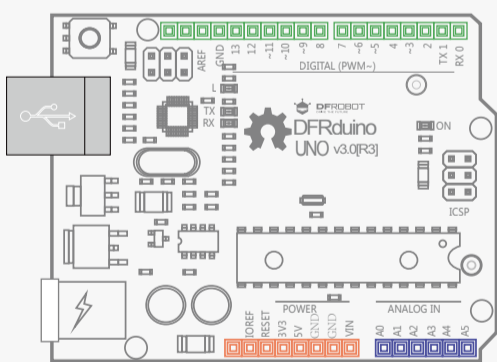 AREF
GND
13
12
~11
~10
~9
8
7
~6
~5
4
~3
2
TX 1
RX 0
DIGITAL (PWM~)
L
TX
RX
DFROBOT
DFRduino
UNO v3.0[R3]
ON
ICSP
POWER
ANALOG IN
IOREF
RESET
3V3
5V
GND
GND
VIN
A0
A1
A2
A3
A4
A5